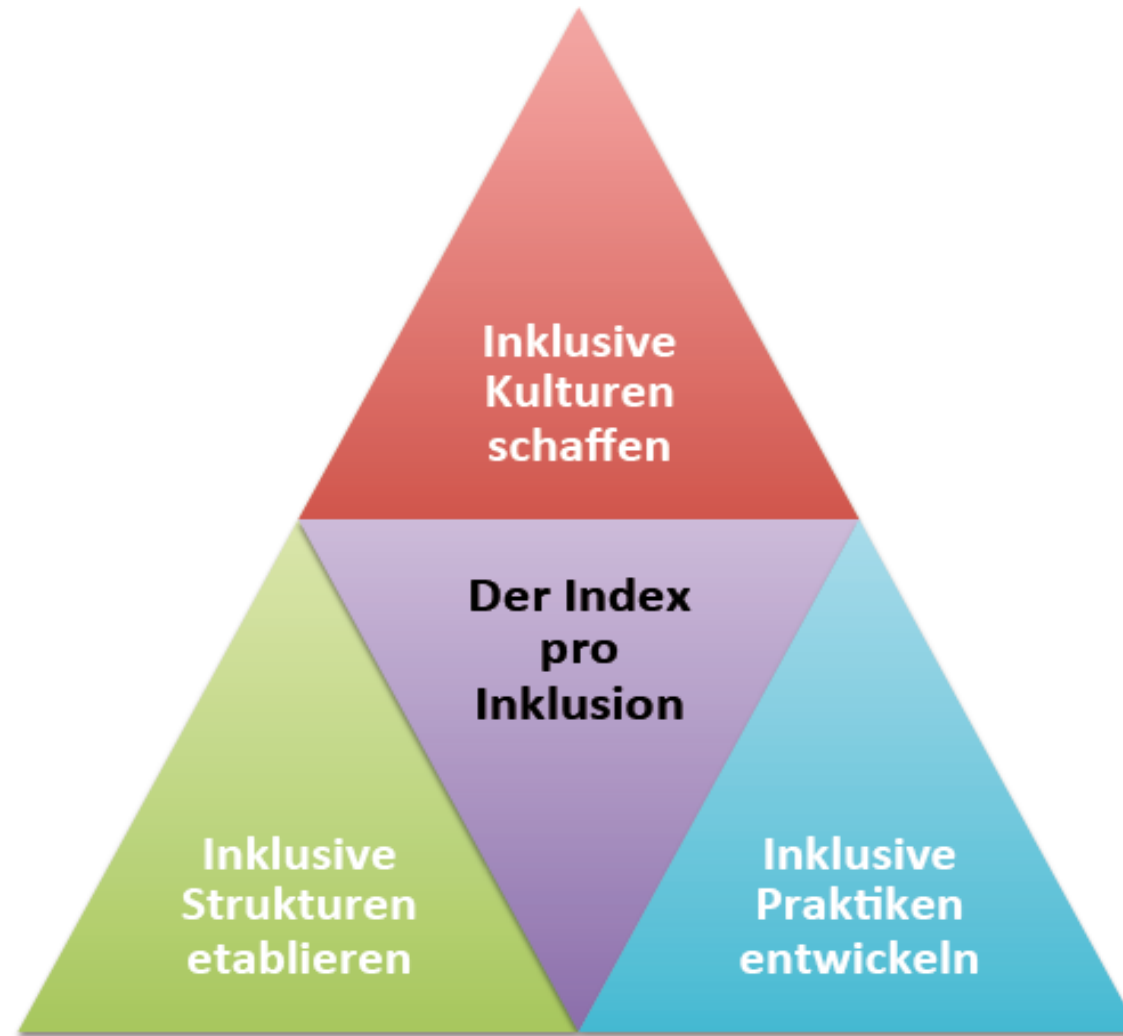 Inklusive
Kulturen
schaffen
Der Index
pro
Inklusion
Inklusive
Strukturen
etablieren
Inklusive
Praktiken
entwickeln